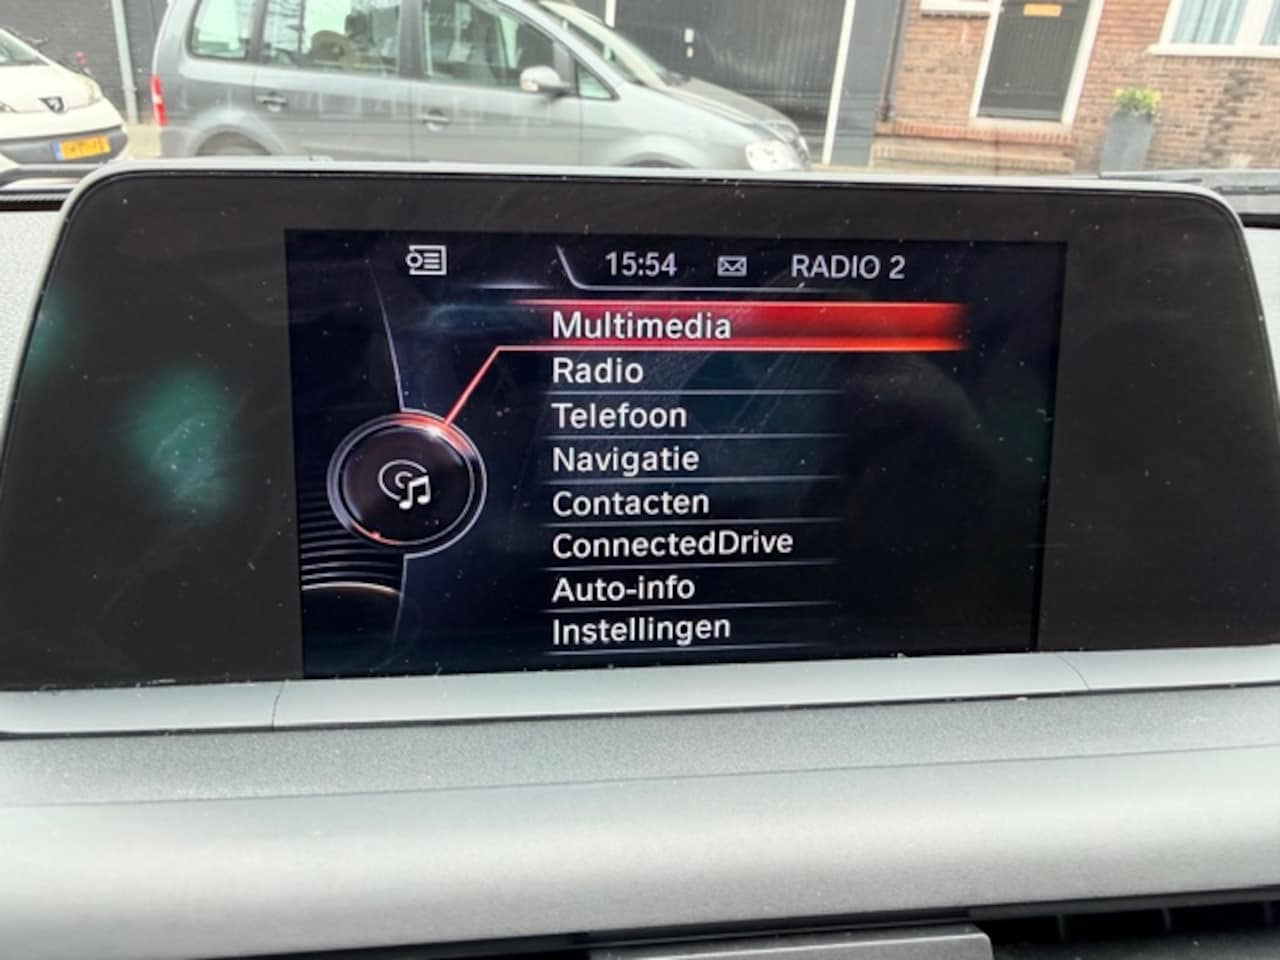 15:54 RADIO 2
Multimedia
Radio
Telefoon
Navigatie
Contacten
ConnectedDrive
Auto-info
Instellingen